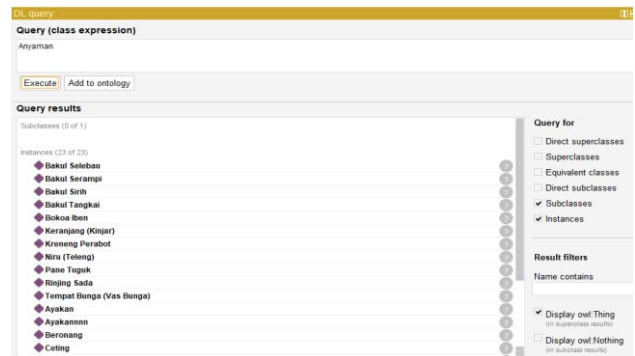 DL query:
Query (class expression)
Anyaman
Execute
Add to ontology
Query results
Subclasses (0 of 1)
Instances (23 of 23)
Bakul Selebau
Bakul Serampi
Bakul Sirih
Bakul Tangkai
Bokoa Iben
Keranjang (Kinjar)
Kreneng Perabot
Niru (Teleng)
Pane Tuguk
Rinjing Sada
Tempat Bunga (Vas Bunga)
Ayakan
Ayakannnn
Beronang
Ceting
Query for
Direct superclasses
Superclasses
Equivalent classes
Direct subclasses
Subclasses
Instances
Result filters
Name contains
Display owl:Thing
(in superclass results)
Display owl:Nothing
(in subclass results)